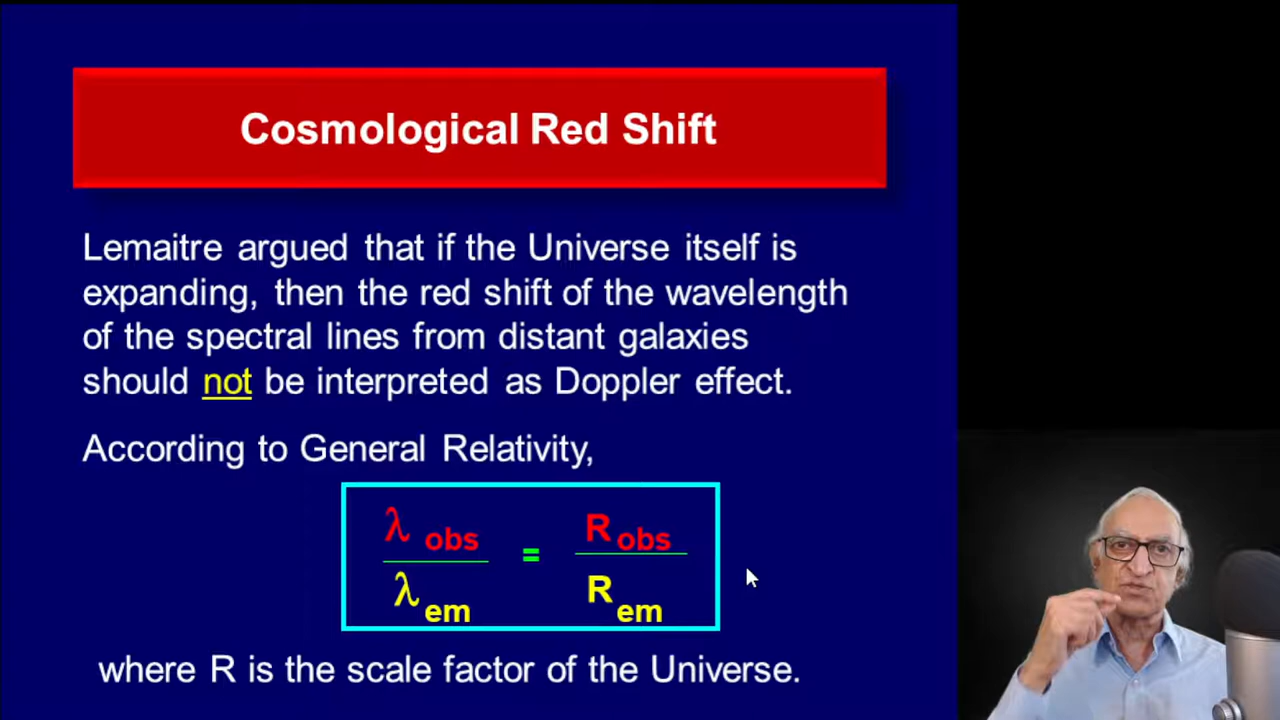 Cosmological Red Shift
Lemaitre argued that if the Universe itself is
expanding, then the red shift of the wavelength
of the spectral lines from distant galaxies
should not be interpreted as Doppler effect.
According to General Relativity,
λ obs / λ em = R obs / R em
where R is the scale factor of the Universe.